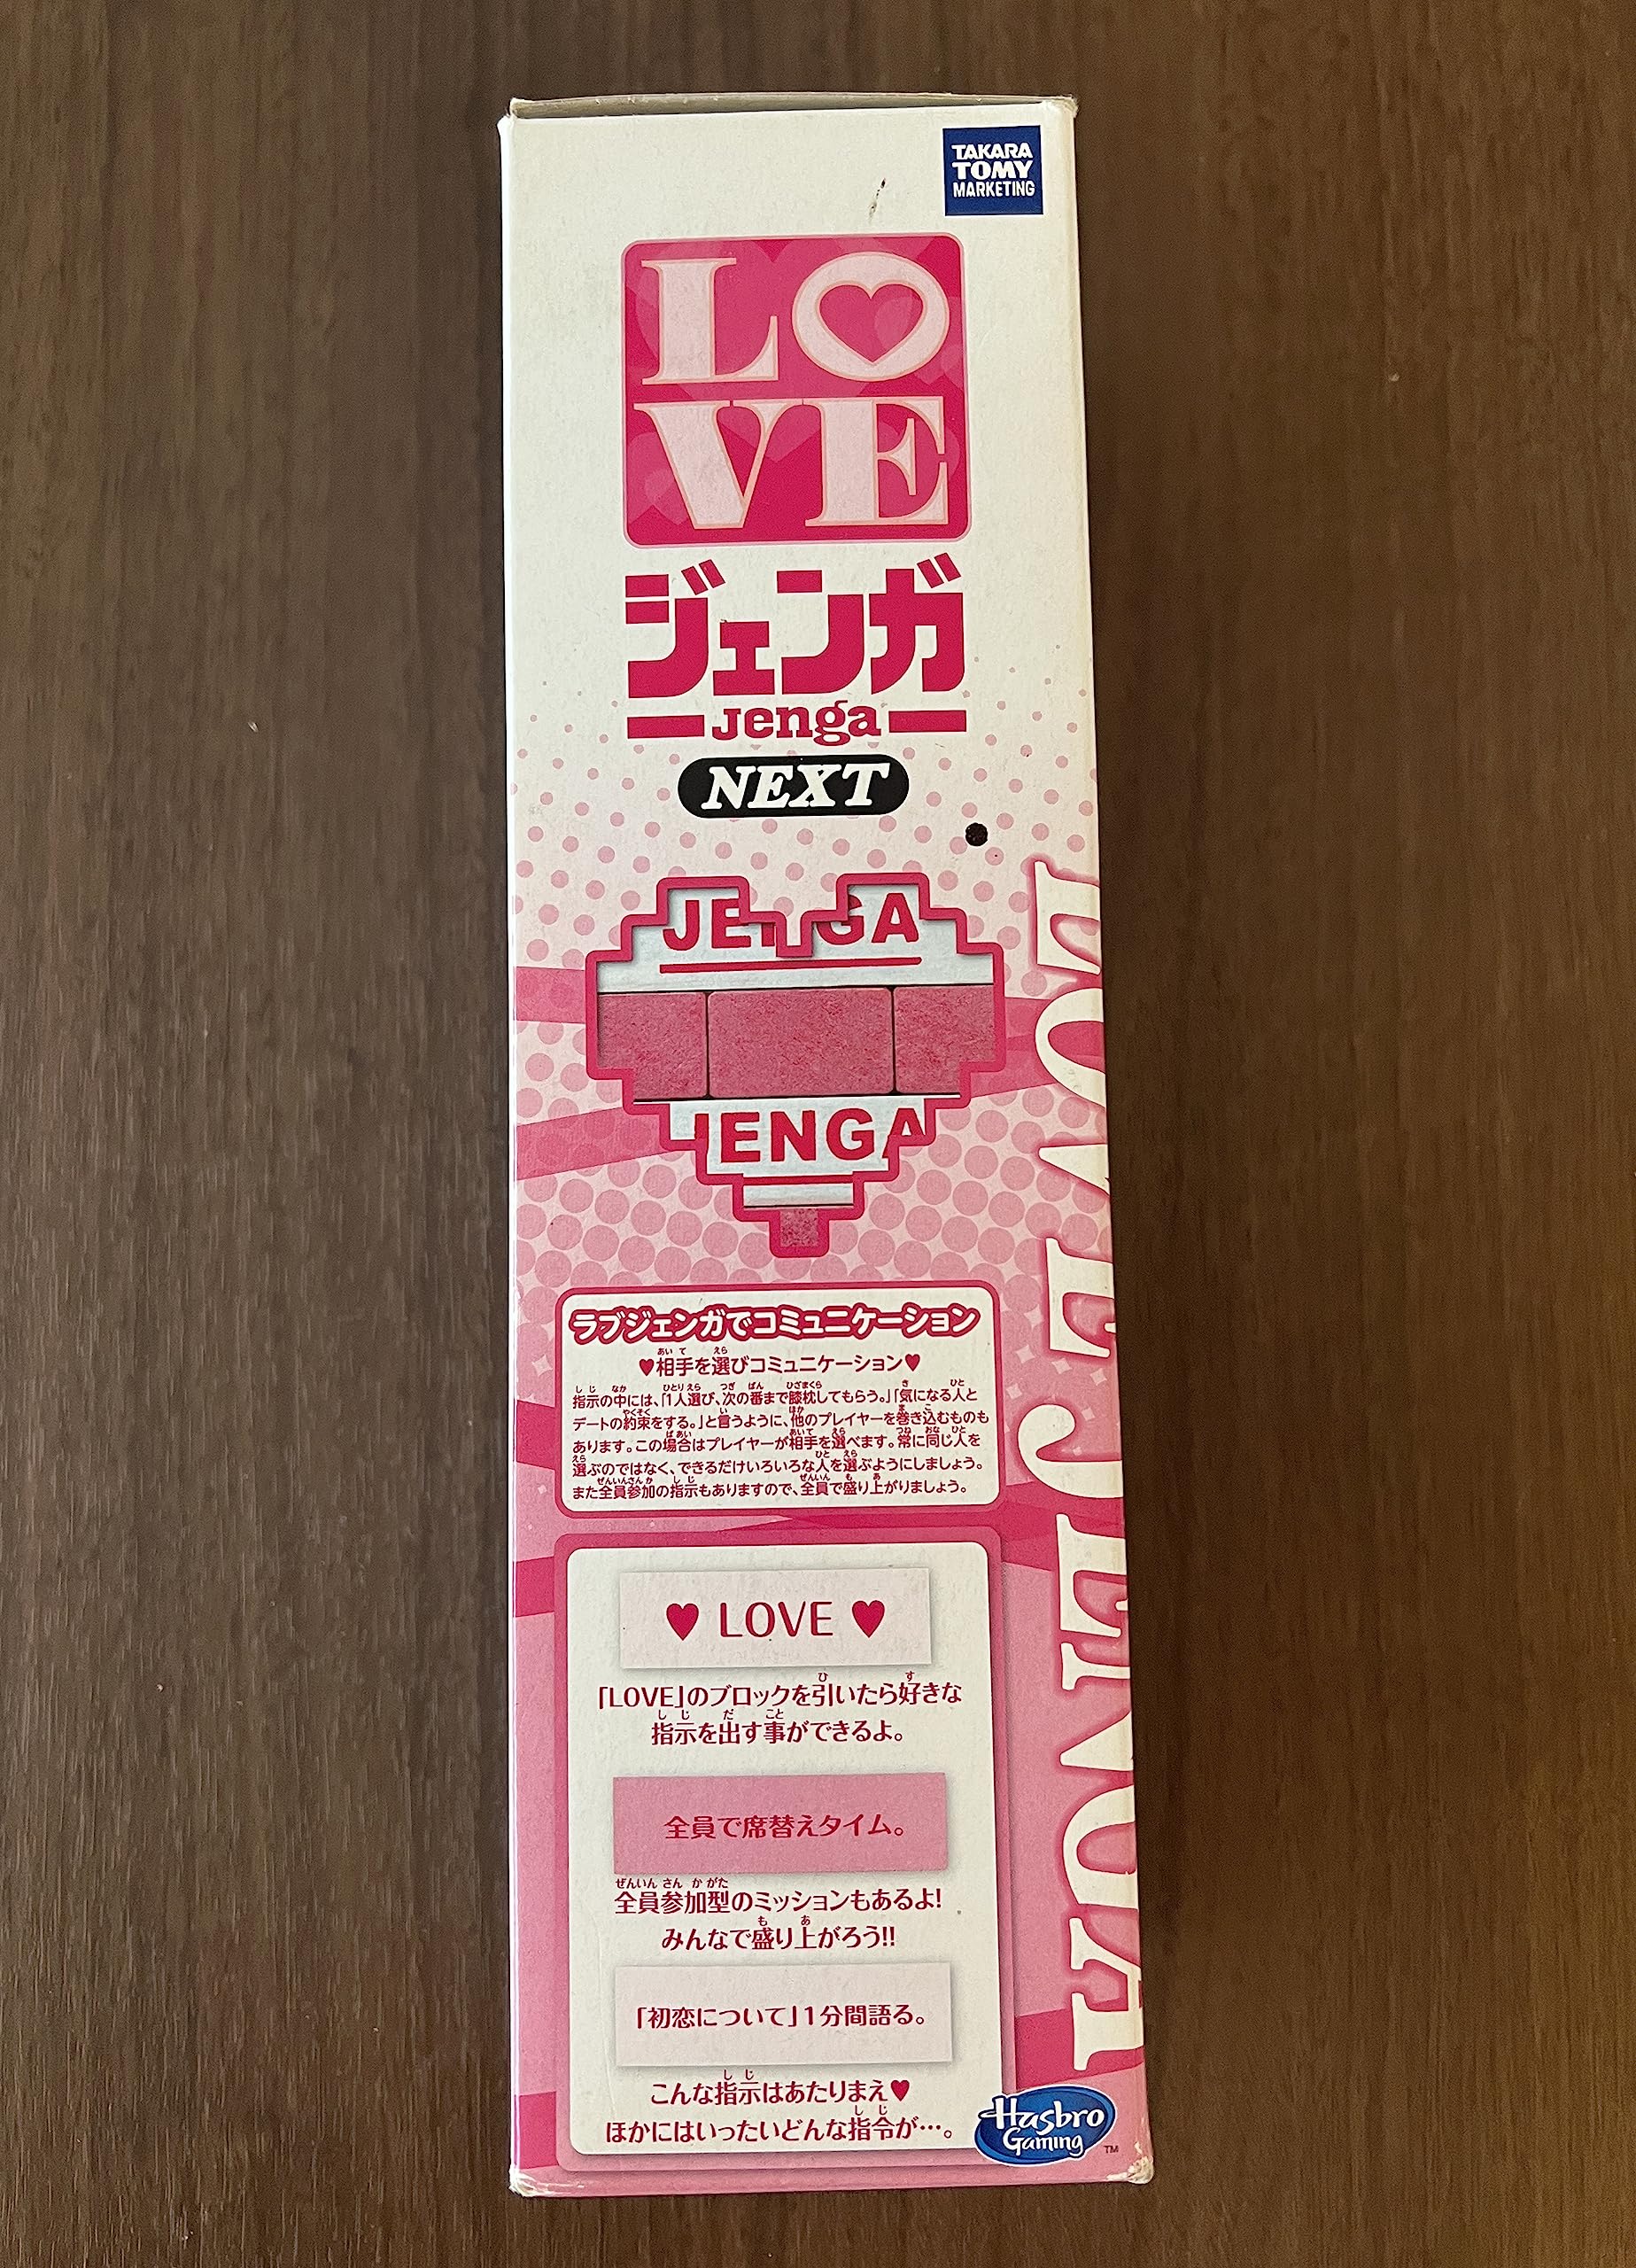 TAKARA
TOMY
MARKETING
LOVE
ジェンガ
Jenga
NEXT
JENGA
JENGA
LOVE JENGA
ラブジェンガでコミュニケーション
♥相手を選びコミュニケーション♥
指示の中には、「1人選び、次の番まで膝枕してもらう。」「気になる人と
デートの約束をする。」と言うように、他のプレイヤーを巻き込むものも
あります。この場合はプレイヤーが相手を選べます。常に同じ人を
選ぶのではなく、できるだけいろいろな人を選ぶようにしましょう。
また全員参加の指示もありますので、全員で盛り上がりましょう。
♥ LOVE ♥
「LOVE」のブロックを引いたら好きな
指示を出す事ができるよ。
全員で席替えタイム。
全員参加型のミッションもあるよ!
みんなで盛り上がろう!!
「初恋について」1分間語る。
こんな指示はあたりまえ♥
ほかにはいったいどんな指令が…。
Hasbro
Gaming
TM